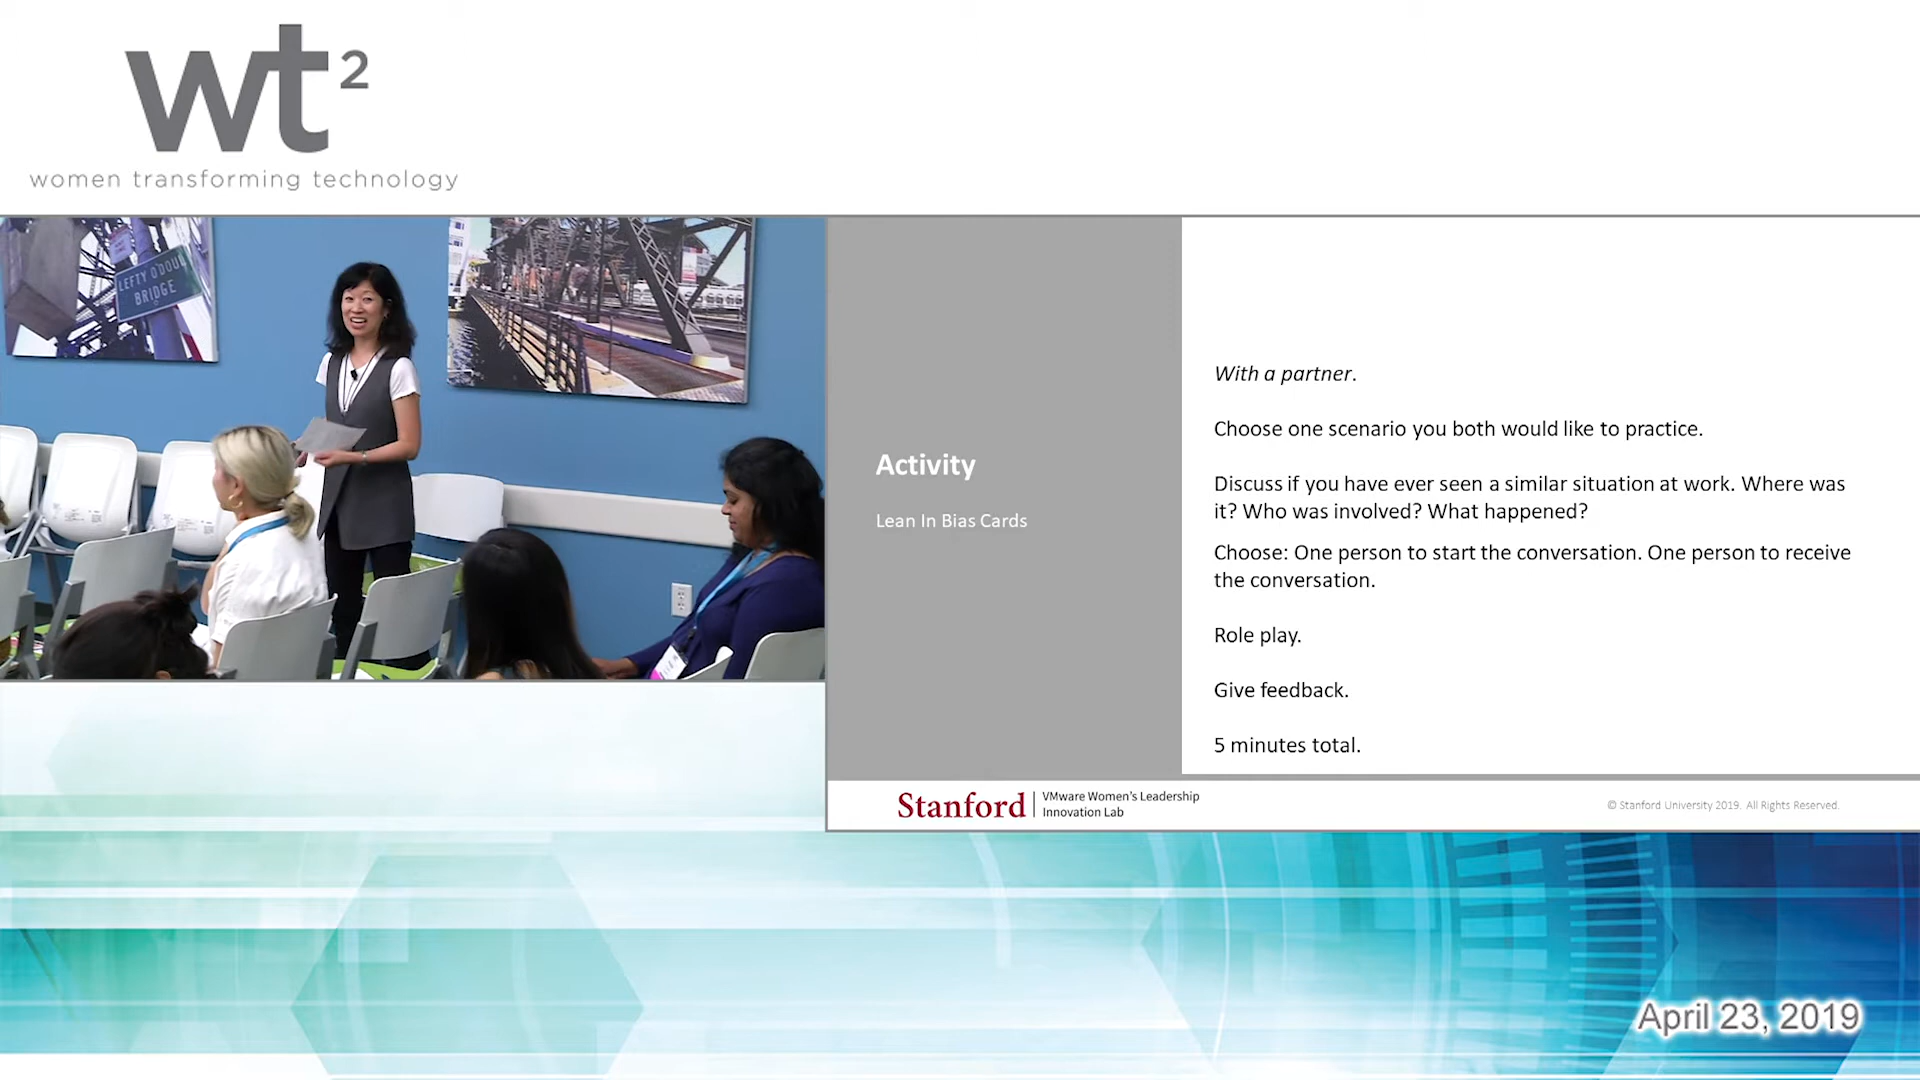 wt2
women transforming technology
LEFTY O'DOUL
BRIDGE
Activity
Lean In Bias Cards
With a partner.
Choose one scenario you both would like to practice.
Discuss if you have ever seen a similar situation at work. Where was
it? Who was involved? What happened?
Choose: One person to start the conversation. One person to receive
the conversation.
Role play.
Give feedback.
5 minutes total.
Stanford
VMware Women's Leadership
Innovation Lab
© Stanford University 2019. All Rights Reserved.
April 23, 2019